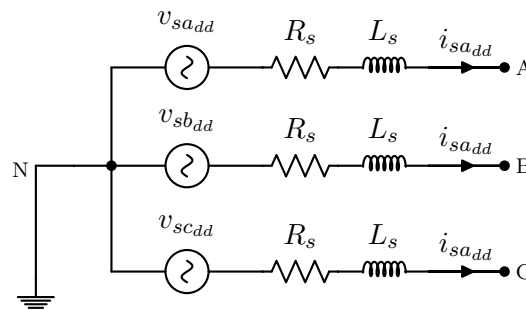 v_{sa_{dd}} R_s L_s i_{sa_{dd}} A
v_{sb_{dd}} R_s L_s i_{sa_{dd}} B
N
v_{sc_{dd}} R_s L_s i_{sa_{dd}} C